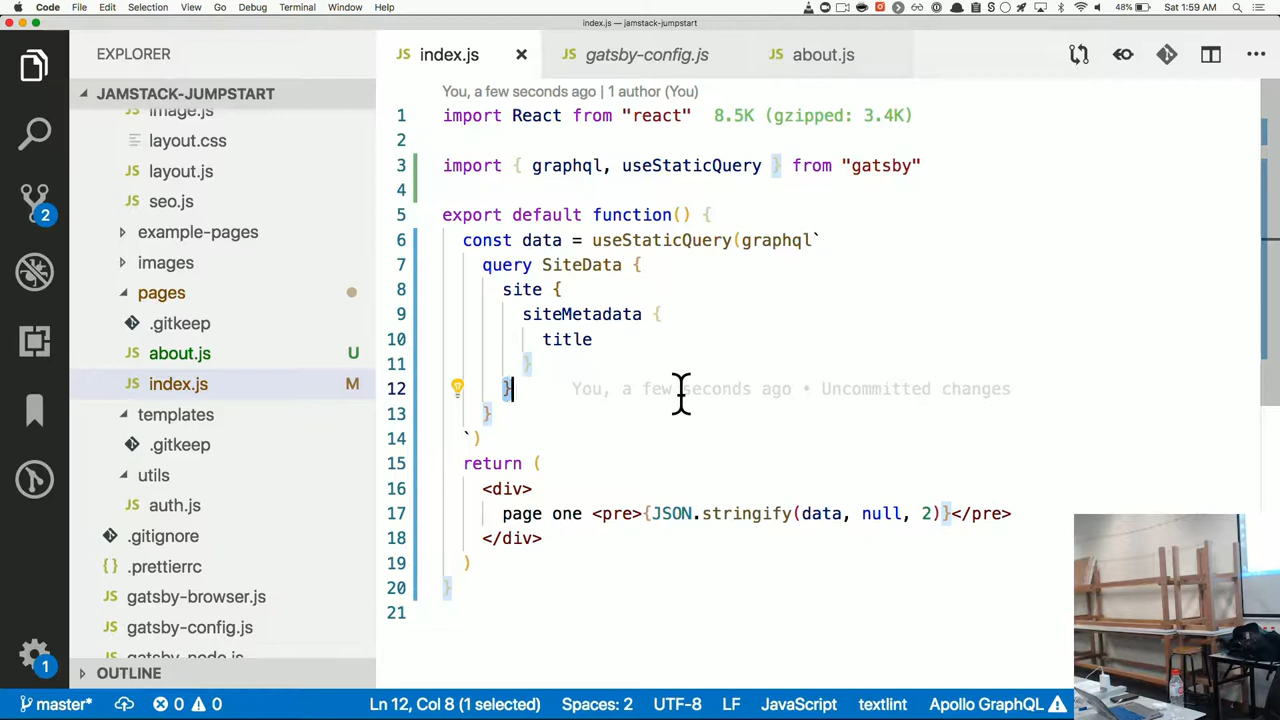 Code File Edit Selection View Go Debug Terminal Window Help 48% Sat 1:59 AM
index.js — jamstack-jumpstart
EXPLORER
JAMSTACK-JUMPSTART
image.js
layout.css
layout.js
seo.js
example-pages
images
pages
.gitkeep
about.js U
index.js M
templates
.gitkeep
utils
auth.js
.gitignore
.prettierrc
gatsby-browser.js
gatsby-config.js
gatsby-node.js
OUTLINE
2
1
index.js gatsby-config.js about.js
You, a few seconds ago | 1 author (You)
1 import React from "react" 8.5K (gzipped: 3.4K)
2
3 import { graphql, useStaticQuery } from "gatsby"
4
5 export default function() {
6 const data = useStaticQuery(graphql`
7 query SiteData {
8 site {
9 siteMetadata {
10 title
11 }
12 } You, a few seconds ago • Uncommitted changes
13 }
14 `)
15 return (
16 <div>
17 page one <pre>{JSON.stringify(data, null, 2)}</pre>
18 </div>
19 )
20 }
21
master* 0 0 Ln 12, Col 8 (1 selected) Spaces: 2 UTF-8 LF JavaScript textlint Apollo GraphQL